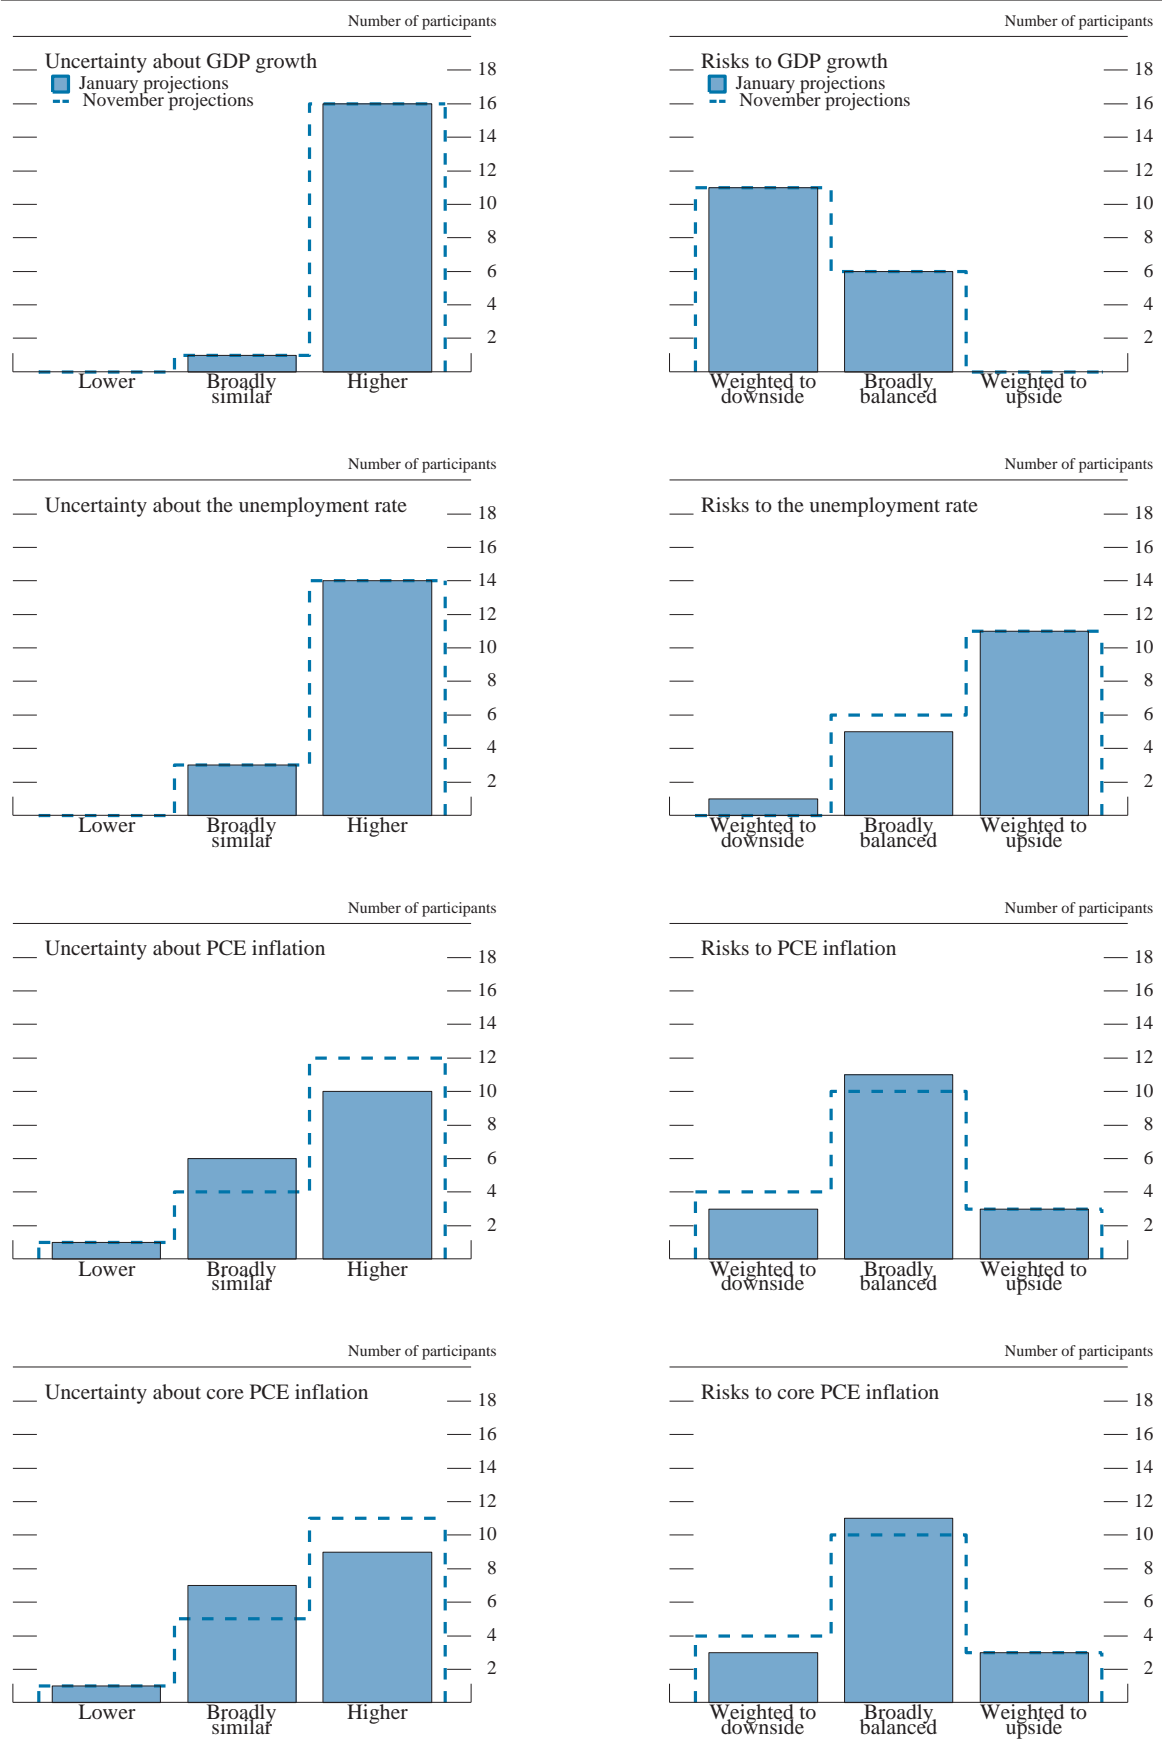 Number of participants
Uncertainty about GDP growth
January projections
November projections
18
16
14
12
10
8
6
4
2
Lower
Broadly
similar
Higher
Number of participants
Risks to GDP growth
January projections
November projections
18
16
14
12
10
8
6
4
2
Weighted to
downside
Broadly
balanced
Weighted to
upside
Number of participants
Uncertainty about the unemployment rate
18
16
14
12
10
8
6
4
2
Lower
Broadly
similar
Higher
Number of participants
Risks to the unemployment rate
18
16
14
12
10
8
6
4
2
Weighted to
downside
Broadly
balanced
Weighted to
upside
Number of participants
Uncertainty about PCE inflation
18
16
14
12
10
8
6
4
2
Lower
Broadly
similar
Higher
Number of participants
Risks to PCE inflation
18
16
14
12
10
8
6
4
2
Weighted to
downside
Broadly
balanced
Weighted to
upside
Number of participants
Uncertainty about core PCE inflation
18
16
14
12
10
8
6
4
2
Lower
Broadly
similar
Higher
Number of participants
Risks to core PCE inflation
18
16
14
12
10
8
6
4
2
Weighted to
downside
Broadly
balanced
Weighted to
upside